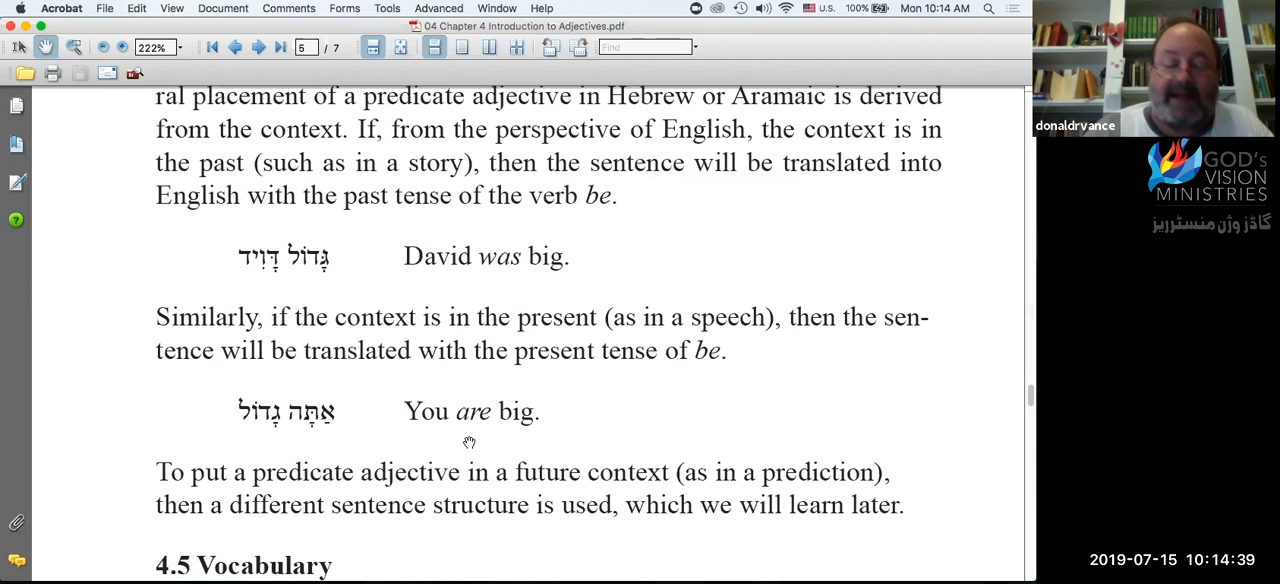 Acrobat File Edit View Document Comments Forms Tools Advanced Window Help U.S. 100% Mon 10:14 AM
04 Chapter 4 Introduction to Adjectives.pdf
222% 5 / 7 Find
ral placement of a predicate adjective in Hebrew or Aramaic is derived
from the context. If, from the perspective of English, the context is in
the past (such as in a story), then the sentence will be translated into
English with the past tense of the verb be.
גָּדוֹל דָּוִיד David was big.
Similarly, if the context is in the present (as in a speech), then the sen-
tence will be translated with the present tense of be.
אַתָּה גָדוֹל You are big.
To put a predicate adjective in a future context (as in a prediction),
then a different sentence structure is used, which we will learn later.
4.5 Vocabulary
donaldrvance
GOD's
VISION
MINISTRIES
گاڈز وژن منسٹریز
2019-07-15 10:14:39